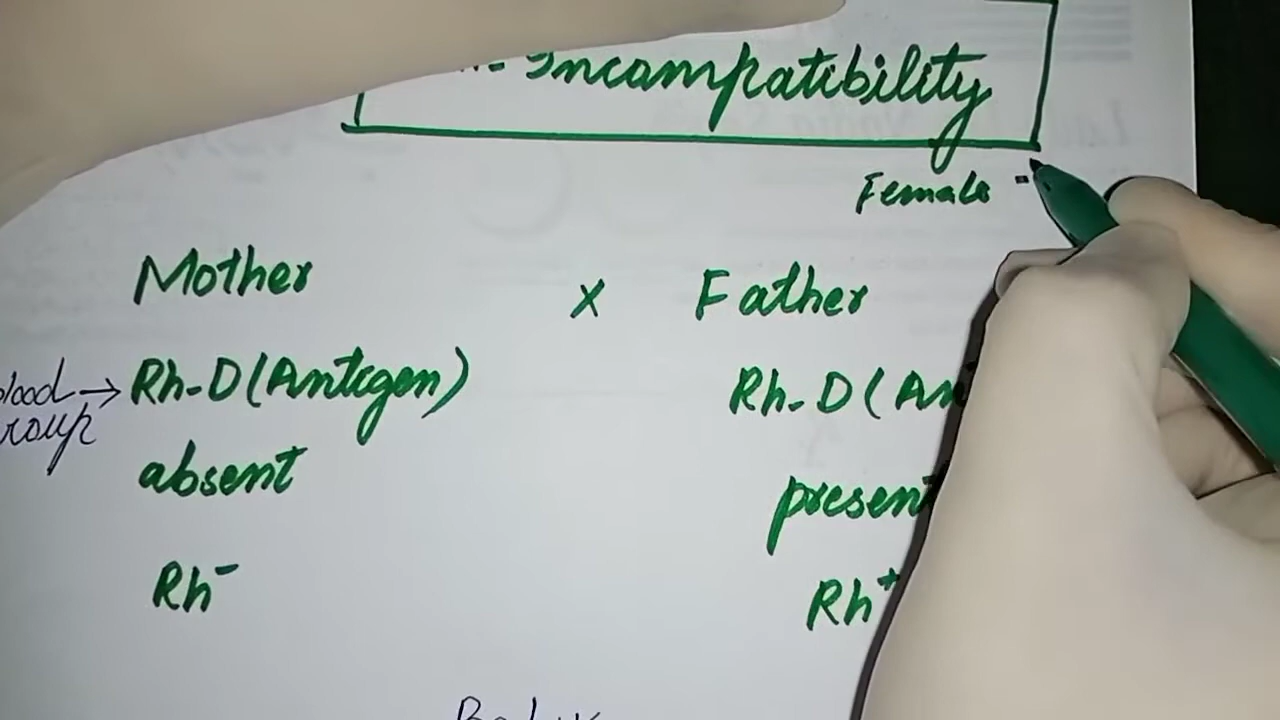 Incompatibility
Female -
Mother x Father
blood → Rh-D (Antigen) Rh-D (An
group
absent present
Rh⁻ Rh⁺